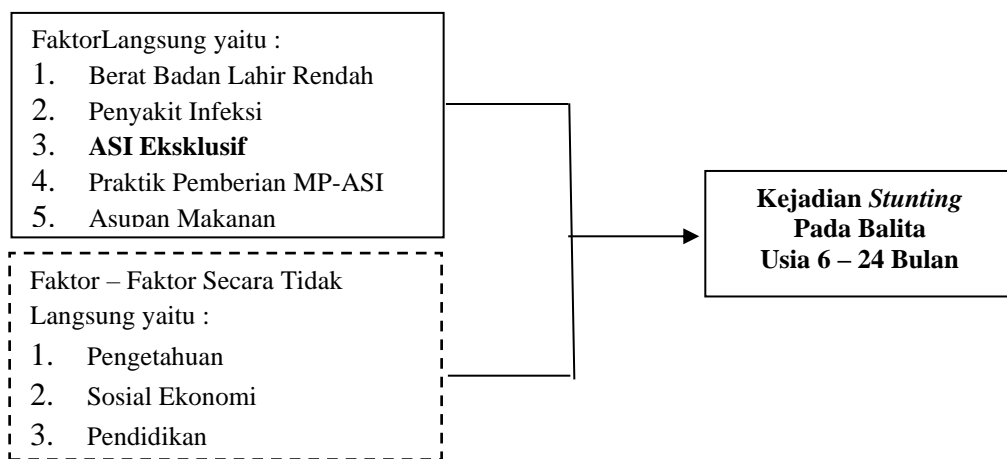 FaktorLangsung yaitu :
1. Berat Badan Lahir Rendah
2. Penyakit Infeksi
3. ASI Eksklusif
4. Praktik Pemberian MP-ASI
5. Asupan Makanan
Faktor – Faktor Secara Tidak
Langsung yaitu :
1. Pengetahuan
2. Sosial Ekonomi
3. Pendidikan
Kejadian Stunting
Pada Balita
Usia 6 – 24 Bulan